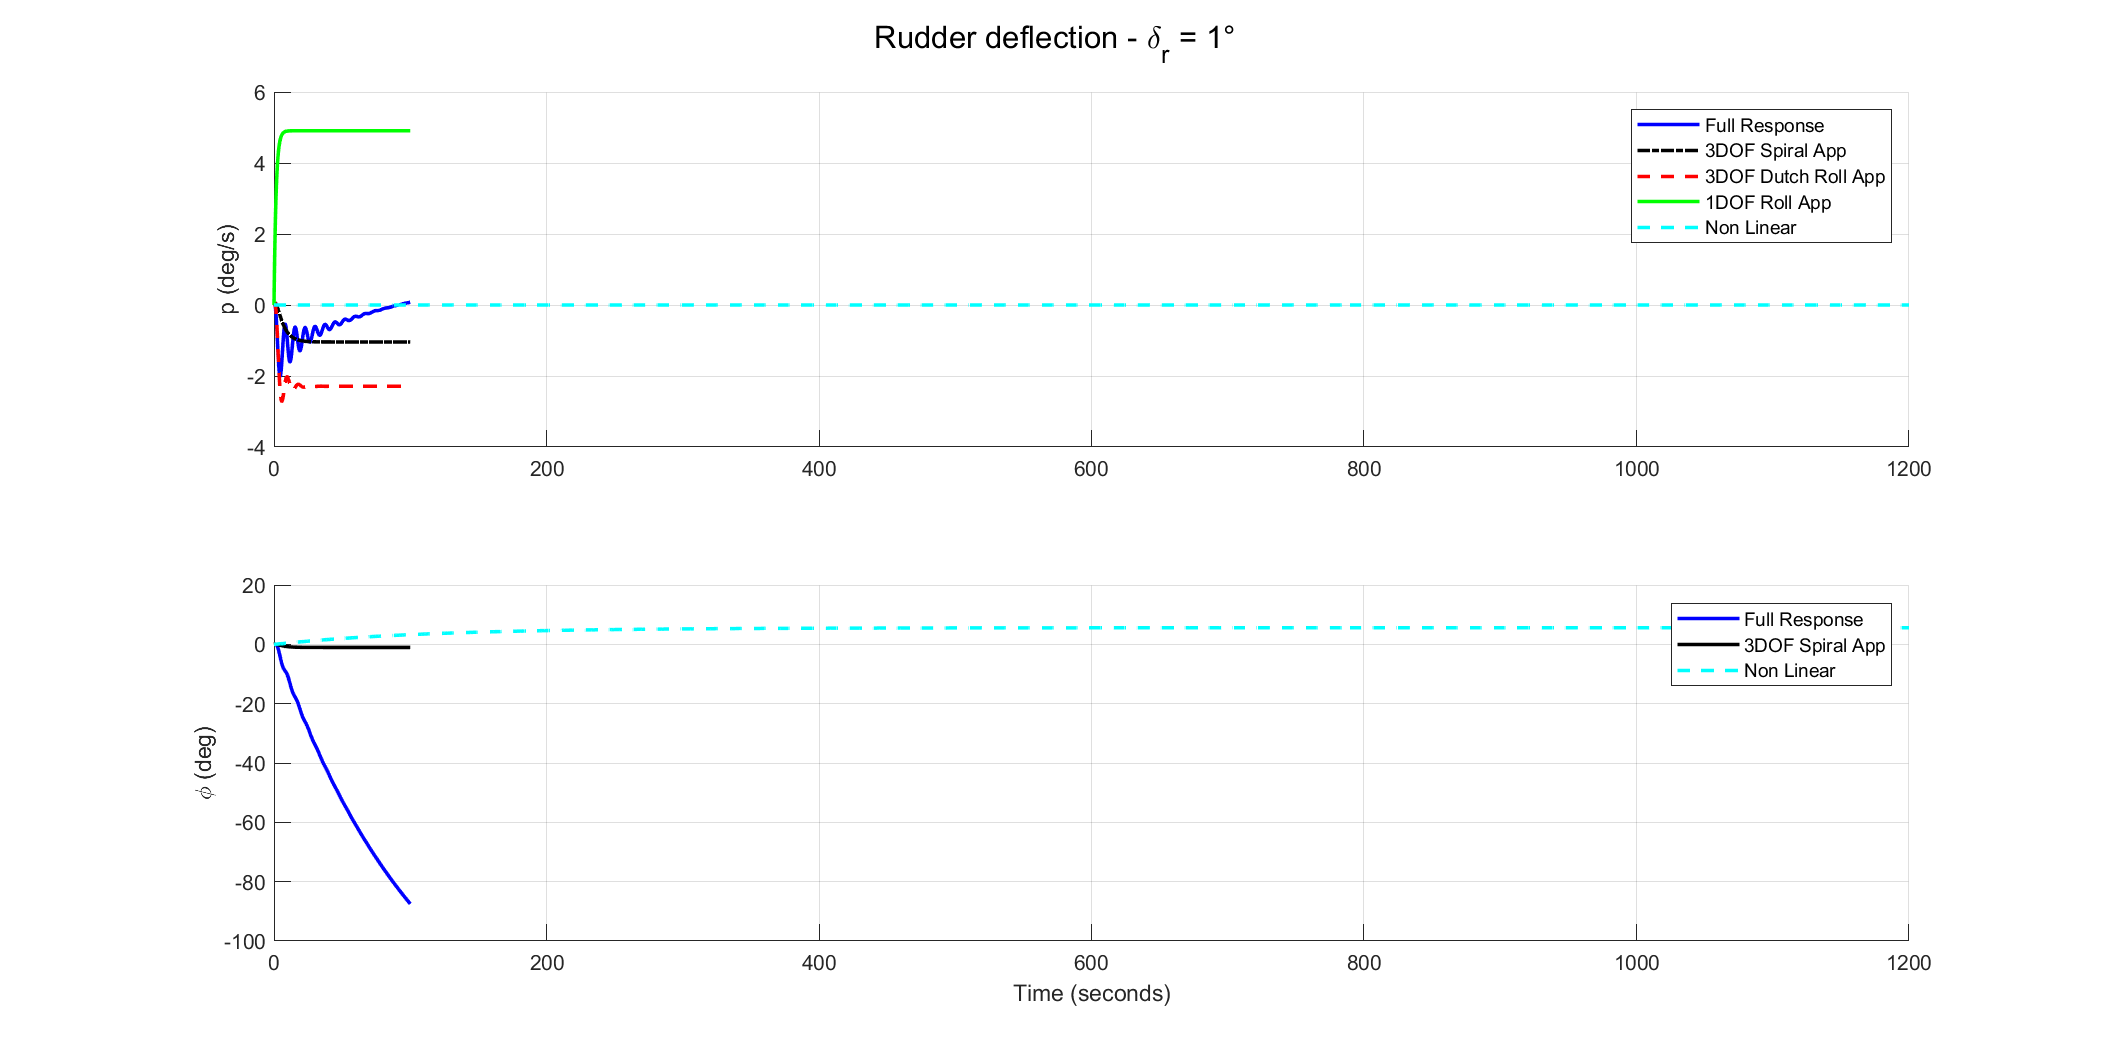 Rudder deflection - δr = 1°
6
4
2
0
-2
-4
p (deg/s)
0 200 400 600 800 1000 1200
Full Response
3DOF Spiral App
3DOF Dutch Roll App
1DOF Roll App
Non Linear
20
0
-20
-40
-60
-80
-100
ϕ (deg)
0 200 400 600 800 1000 1200
Time (seconds)
Full Response
3DOF Spiral App
Non Linear